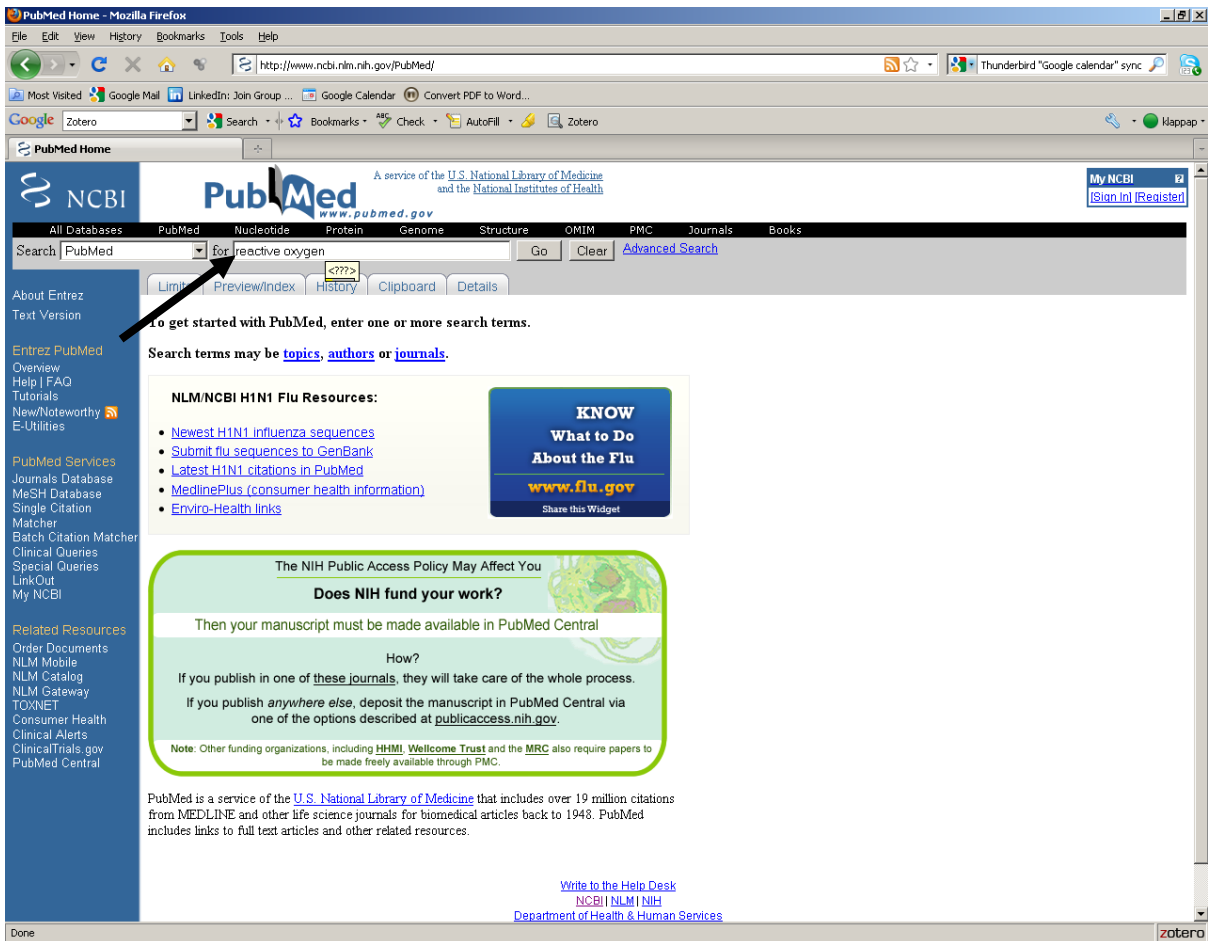 PubMed Home - Mozilla Firefox
File Edit View History Bookmarks Tools Help
http://www.ncbi.nlm.nih.gov/PubMed/
Thunderbird "Google calendar" sync
Most Visited Google Mail LinkedIn: Join Group ... Google Calendar Convert PDF to Word...
Google Zotero Search Bookmarks ABC Check AutoFill Zotero klappap
PubMed Home
NCBI
PubMed
www.pubmed.gov
A service of the U.S. National Library of Medicine
and the National Institutes of Health
My NCBI
[Sign In] [Register]
All Databases PubMed Nucleotide Protein Genome Structure OMIM PMC Journals Books
Search PubMed for reactive oxygen Go Clear Advanced Search
<???>
Limits Preview/Index History Clipboard Details
About Entrez
Text Version
Entrez PubMed
Overview
Help | FAQ
Tutorials
New/Noteworthy
E-Utilities
PubMed Services
Journals Database
MeSH Database
Single Citation
Matcher
Batch Citation Matcher
Clinical Queries
Special Queries
LinkOut
My NCBI
Related Resources
Order Documents
NLM Mobile
NLM Catalog
NLM Gateway
TOXNET
Consumer Health
Clinical Alerts
ClinicalTrials.gov
PubMed Central
To get started with PubMed, enter one or more search terms.
Search terms may be topics, authors or journals.
NLM/NCBI H1N1 Flu Resources:
• Newest H1N1 influenza sequences
• Submit flu sequences to GenBank
• Latest H1N1 citations in PubMed
• MedlinePlus (consumer health information)
• Enviro-Health links
KNOW
What to Do
About the Flu
www.flu.gov
Share this Widget
The NIH Public Access Policy May Affect You
Does NIH fund your work?
Then your manuscript must be made available in PubMed Central
How?
If you publish in one of these journals, they will take care of the whole process.
If you publish anywhere else, deposit the manuscript in PubMed Central via
one of the options described at publicaccess.nih.gov.
Note: Other funding organizations, including HHMI, Wellcome Trust and the MRC also require papers to
be made freely available through PMC.
PubMed is a service of the U.S. National Library of Medicine that includes over 19 million citations
from MEDLINE and other life science journals for biomedical articles back to 1948. PubMed
includes links to full text articles and other related resources.
Write to the Help Desk
NCBI | NLM | NIH
Department of Health & Human Services
Done
zotero